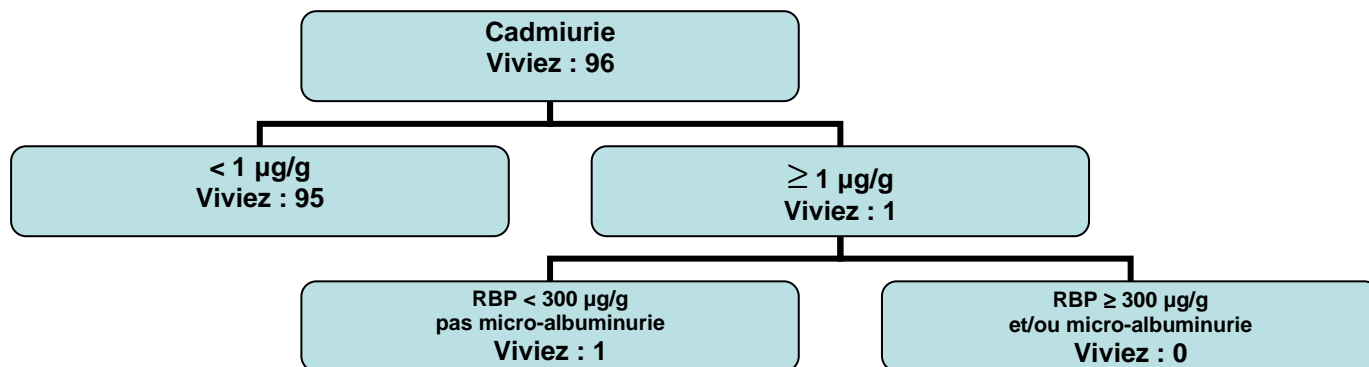 Cadmiurie
Viviez : 96
< 1 µg/g
Viviez : 95
≥ 1 µg/g
Viviez : 1
RBP < 300 µg/g
pas micro-albuminurie
Viviez : 1
RBP ≥ 300 µg/g
et/ou micro-albuminurie
Viviez : 0